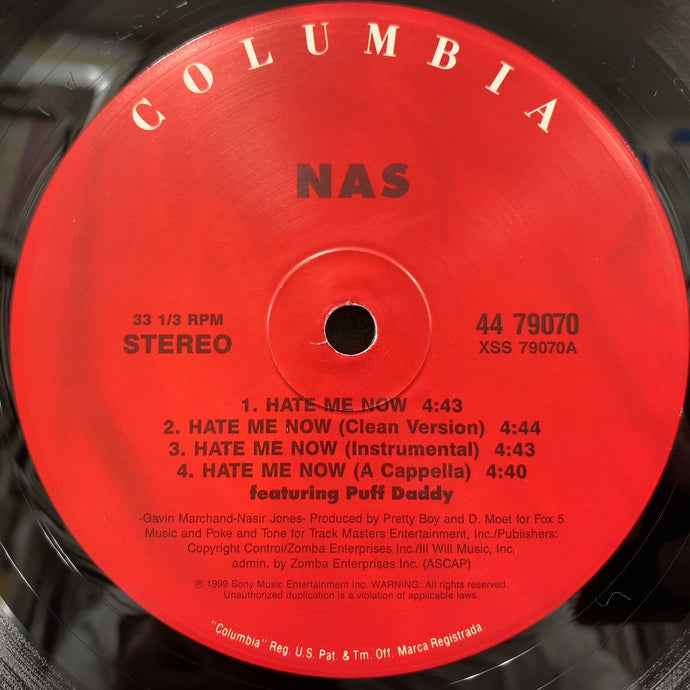 COLUMBIA
NAS
33 1/3 RPM
STEREO
44 79070
XSS 79070A
1. HATE ME NOW 4:43
2. HATE ME NOW (Clean Version) 4:44
3. HATE ME NOW (Instrumental) 4:43
4. HATE ME NOW (A Cappella) 4:40
featuring Puff Daddy
-Gavin Marchand-Nasir Jones- Produced by Pretty Boy and D. Moet for Fox 5
Music and Poke and Tone for Track Masters Entertainment, Inc./Publishers:
Copyright Control/Zomba Enterprises Inc./Ill Will Music, Inc.
admin. by Zomba Enterprises Inc. (ASCAP)
℗ 1999 Sony Music Entertainment Inc. WARNING: All rights reserved.
Unauthorized duplication is a violation of applicable laws.
"Columbia" Reg. U.S. Pat. & Tm. Off. Marca Registrada.